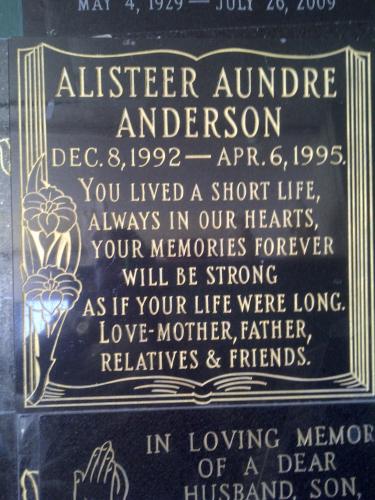 MAY 4, 1929 — JULY 26, 2009
ALISTEER AUNDRE
ANDERSON
DEC. 8, 1992 — APR. 6, 1995.
YOU LIVED A SHORT LIFE,
ALWAYS IN OUR HEARTS,
YOUR MEMORIES FOREVER
WILL BE STRONG
AS IF YOUR LIFE WERE LONG.
LOVE-MOTHER, FATHER,
RELATIVES & FRIENDS.
IN LOVING MEMOR
OF A DEAR
HUSBAND, SON,